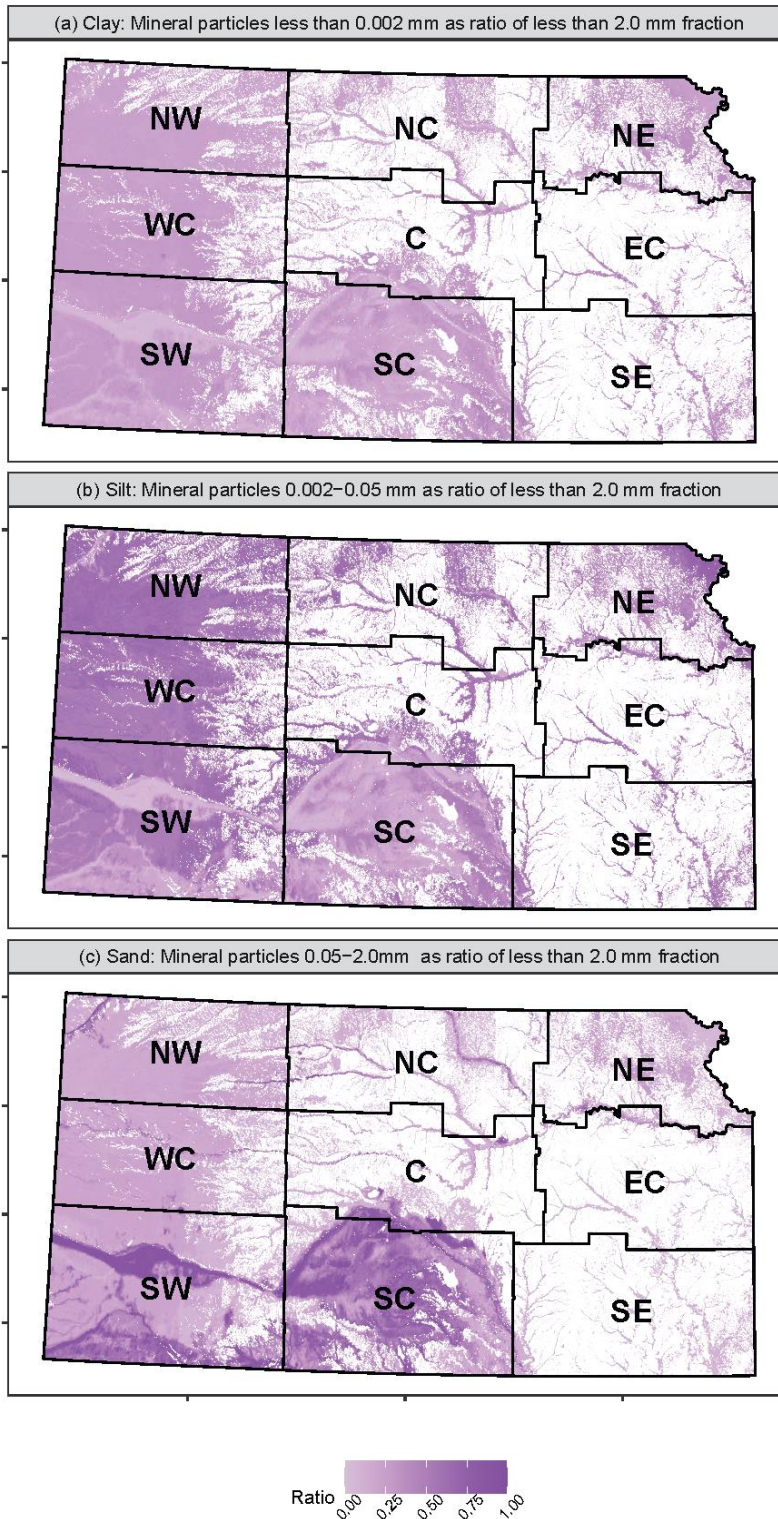 (a) Clay: Mineral particles less than 0.002 mm as ratio of less than 2.0 mm fraction
NW
NC
NE
WC
C
EC
SW
SC
SE
(b) Silt: Mineral particles 0.002−0.05 mm as ratio of less than 2.0 mm fraction
NW
NC
NE
WC
C
EC
SW
SC
SE
(c) Sand: Mineral particles 0.05−2.0mm as ratio of less than 2.0 mm fraction
NW
NC
NE
WC
C
EC
SW
SC
SE
Ratio
0.00 0.25 0.50 0.75 1.00